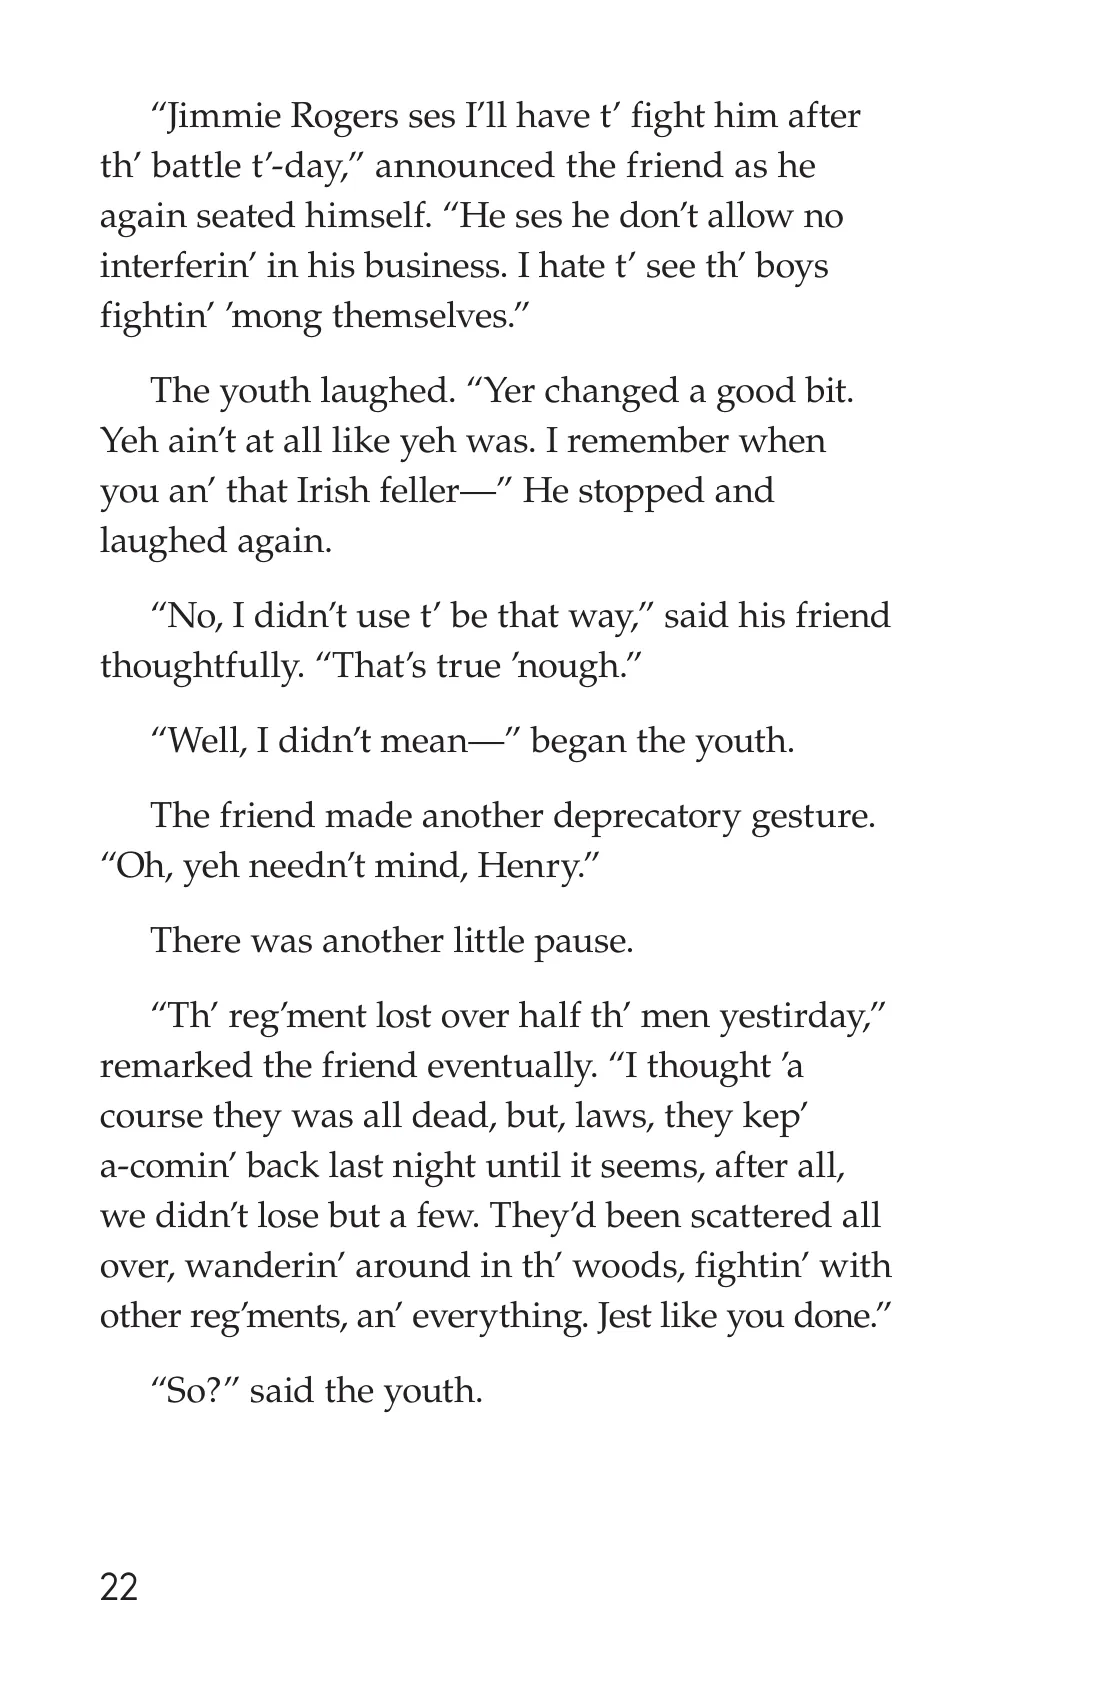 “Jimmie Rogers ses I’ll have t’ fight him after
th’ battle t’-day,” announced the friend as he
again seated himself. “He ses he don’t allow no
interferin’ in his business. I hate t’ see th’ boys
fightin’ ’mong themselves.”
The youth laughed. “Yer changed a good bit.
Yeh ain’t at all like yeh was. I remember when
you an’ that Irish feller—” He stopped and
laughed again.
“No, I didn’t use t’ be that way,” said his friend
thoughtfully. “That’s true ’nough.”
“Well, I didn’t mean—” began the youth.
The friend made another deprecatory gesture.
“Oh, yeh needn’t mind, Henry.”
There was another little pause.
“Th’ reg’ment lost over half th’ men yestirday,”
remarked the friend eventually. “I thought ’a
course they was all dead, but, laws, they kep’
a-comin’ back last night until it seems, after all,
we didn’t lose but a few. They’d been scattered all
over, wanderin’ around in th’ woods, fightin’ with
other reg’ments, an’ everything. Jest like you done.”
“So?” said the youth.
22